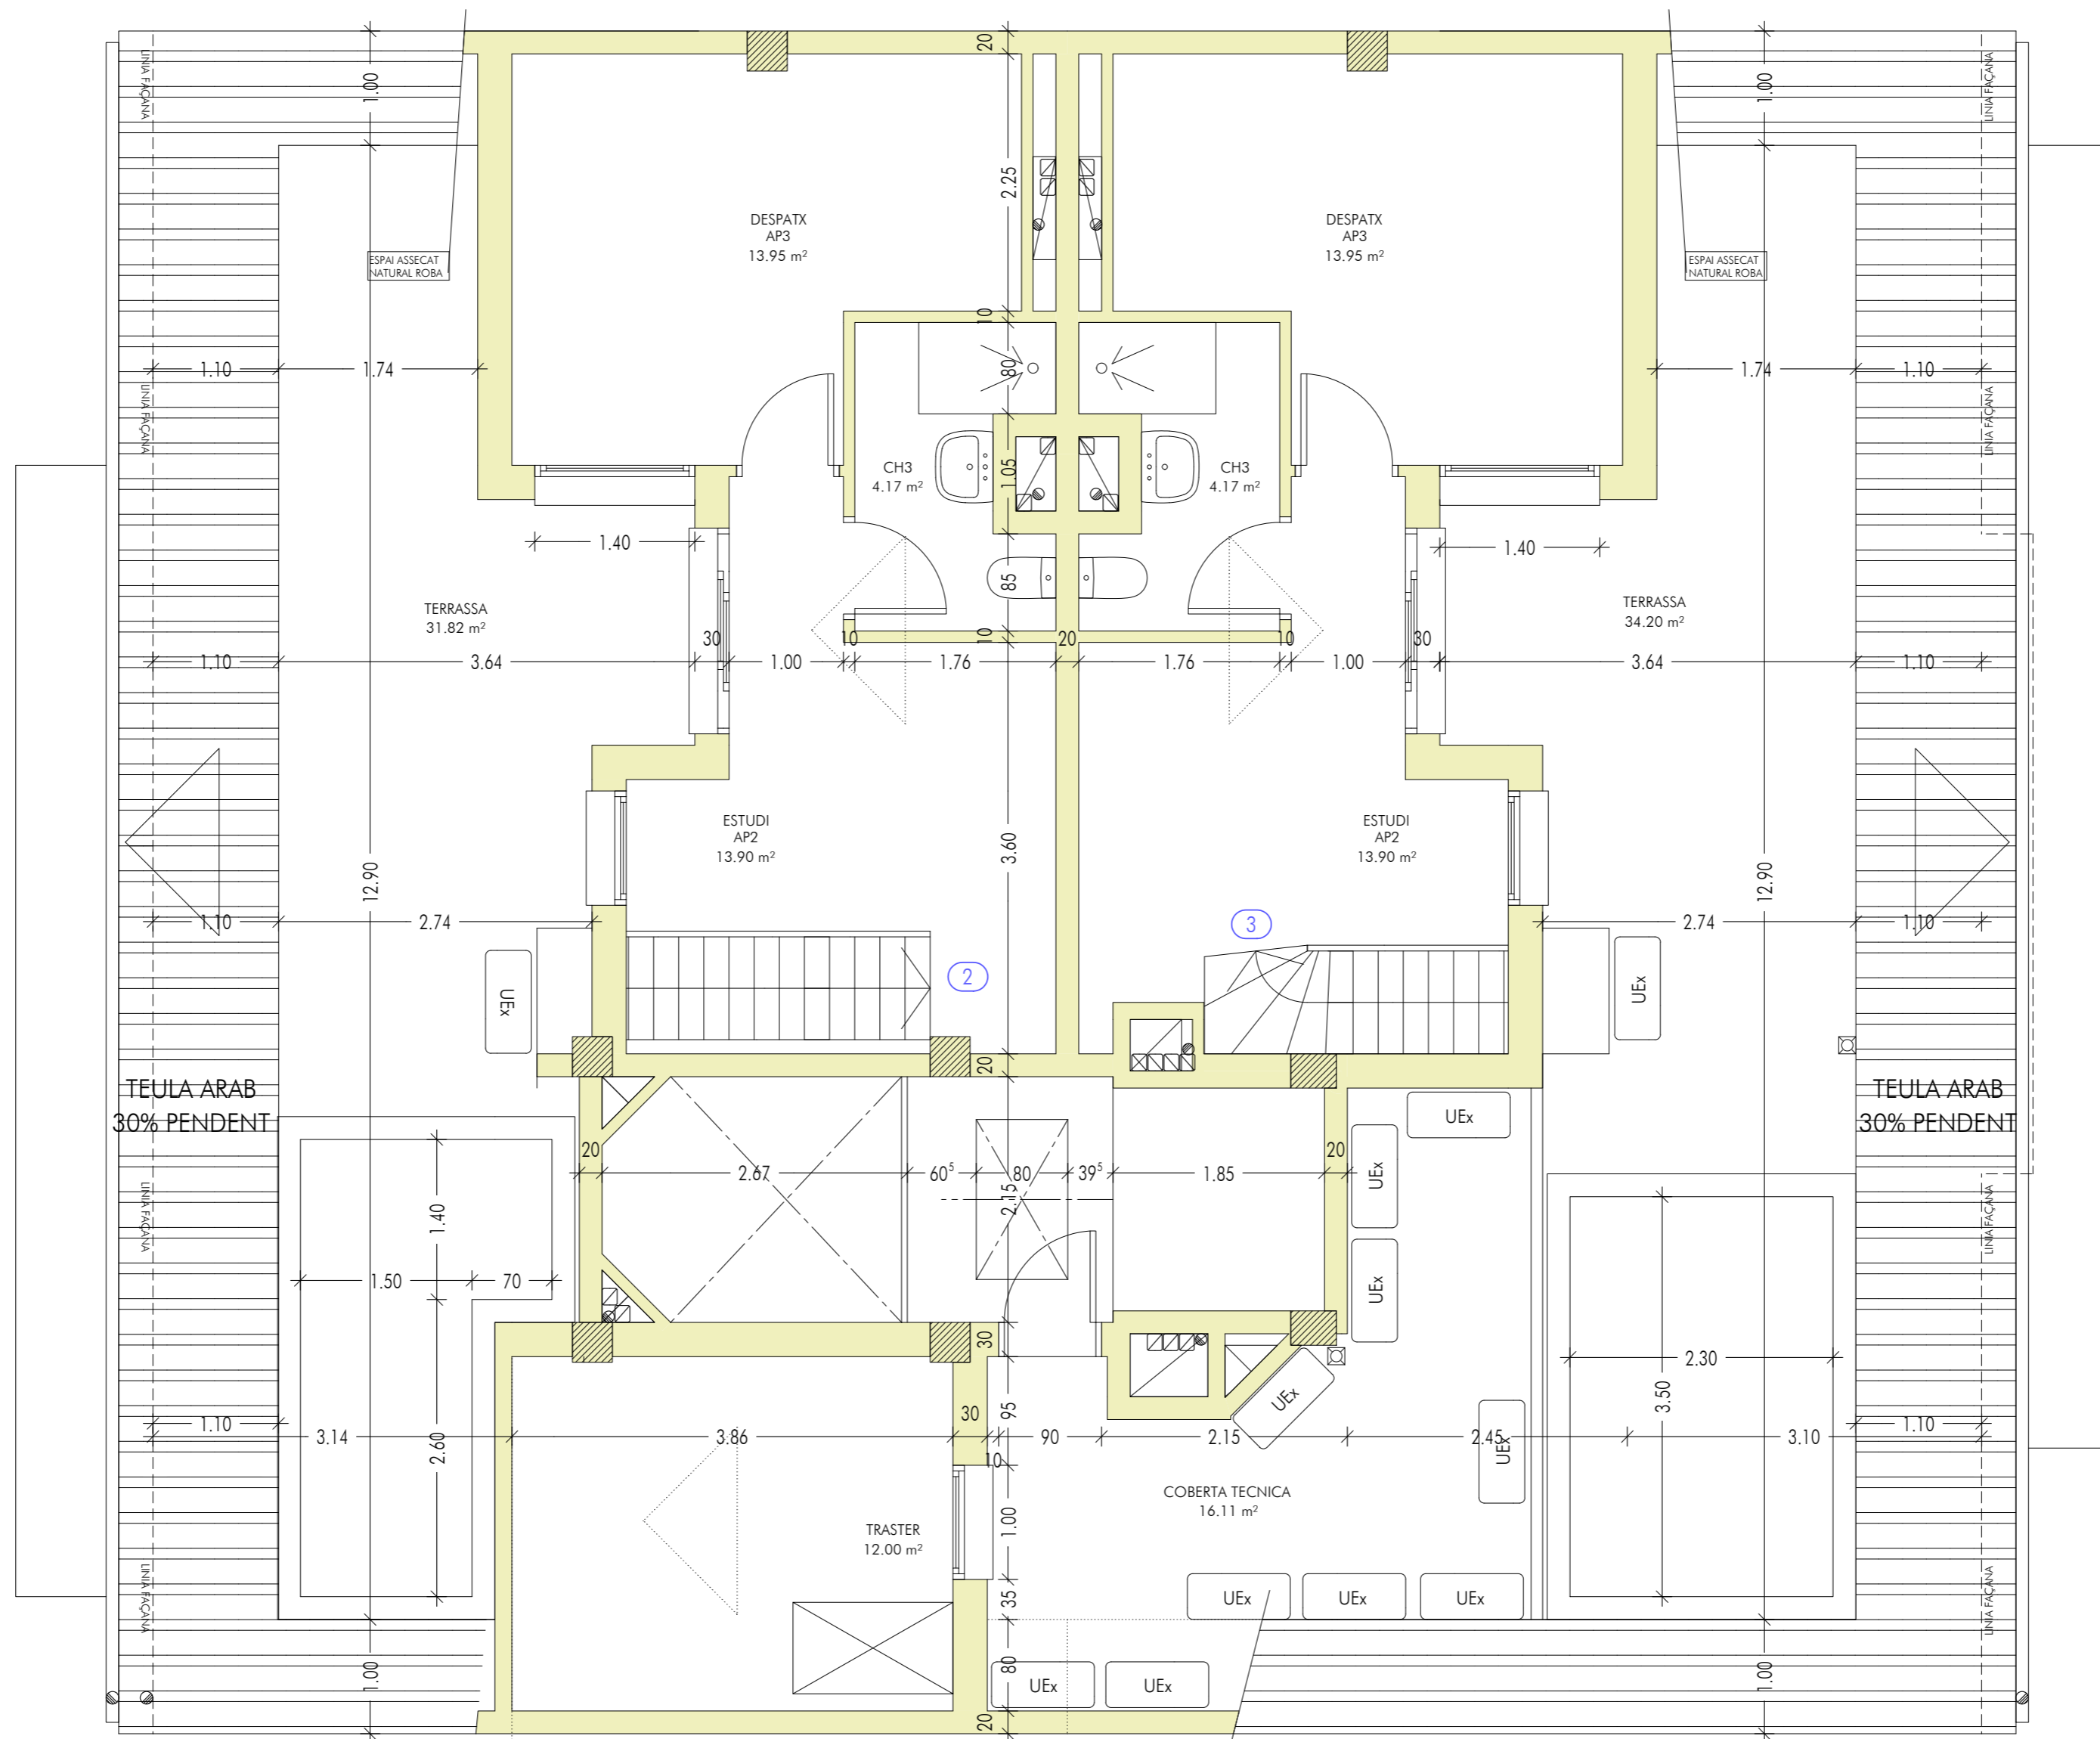 20
LINIA FAÇANA
1.00
1.00
LINIA FAÇANA
2.25
DESPATX
AP3
13.95 m²
DESPATX
AP3
13.95 m²
ESPAI ASSECAT
NATURAL ROBA
ESPAI ASSECAT
NATURAL ROBA
10
1.10
1.74
80
1.74
1.10
LINIA FAÇANA
LINIA FAÇANA
CH3
4.17 m²
1.05
CH3
4.17 m²
1.40
1.40
85
TERRASSA
31.82 m²
TERRASSA
34.20 m²
30
10
10
20
10
30
1.10
3.64
1.00
1.76
1.76
1.00
3.64
1.10
ESTUDI
AP2
13.90 m²
3.60
ESTUDI
AP2
13.90 m²
12.90
12.90
1.10
2.74
3
2.74
1.10
2
UEx
UEx
20
TEULA ARAB
30% PENDENT
TEULA ARAB
30% PENDENT
UEx
20
20
2.67
60⁵
80
39⁵
1.85
UEx
2.15
1.40
LINIA FAÇANA
LINIA FAÇANA
1.50
70
UEx
30
2.30
3.50
UEx
1.10
30
95
1.10
3.14
3.86
90
2.15
2.45
3.10
2.60
10
UEx
COBERTA TECNICA
16.11 m²
1.00
TRASTER
12.00 m²
LINIA FAÇANA
35
UEx
UEx
UEx
LINIA FAÇANA
1.00
80
UEx
UEx
1.00
20